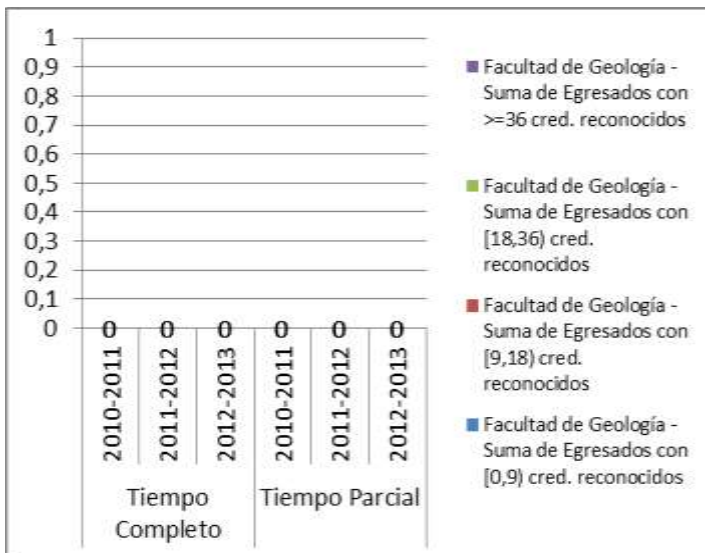 1
0,9
0,8
0,7
0,6
0,5
0,4
0,3
0,2
0,1
0
0 0 0 0 0 0
2010-2011
2011-2012
2012-2013
2010-2011
2011-2012
2012-2013
Tiempo
Completo
Tiempo Parcial
Facultad de Geología -
Suma de Egresados con
>=36 cred. reconocidos
Facultad de Geología -
Suma de Egresados con
[18,36) cred.
reconocidos
Facultad de Geología -
Suma de Egresados con
[9,18) cred.
reconocidos
Facultad de Geología -
Suma de Egresados con
[0,9) cred. reconocidos